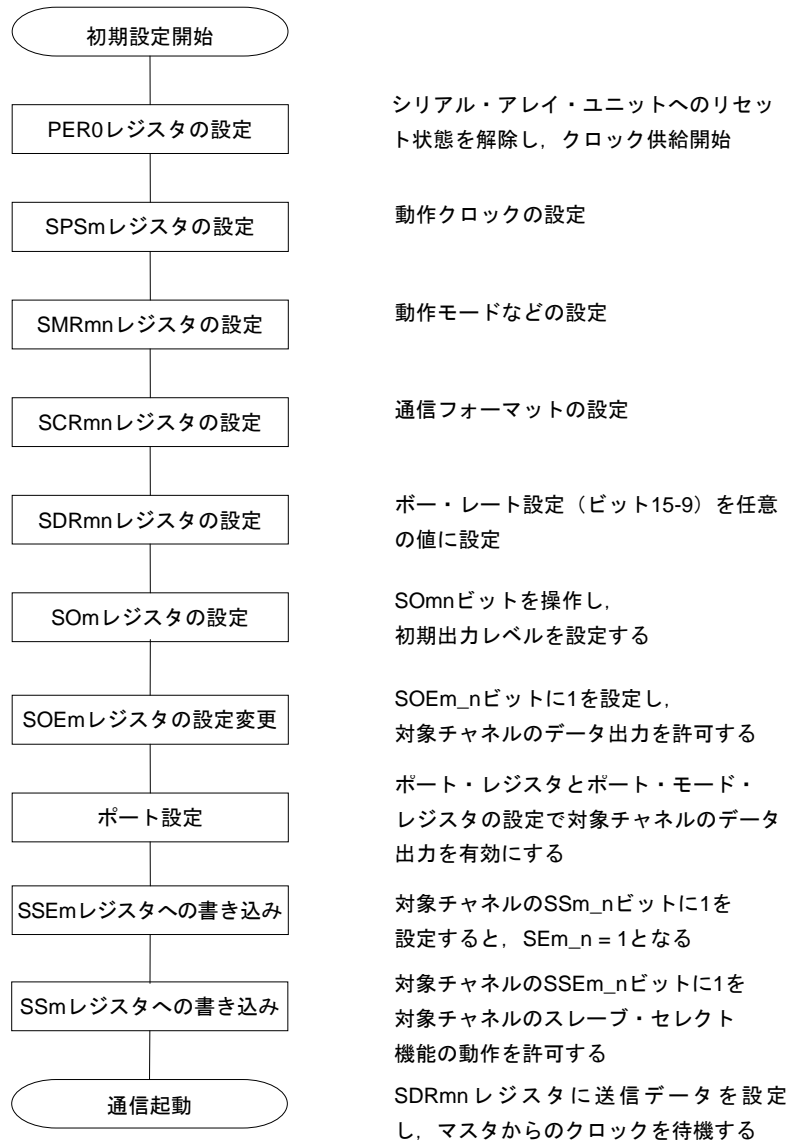 初期設定開始
PER0レジスタの設定
シリアル・アレイ・ユニットへのリセッ
ト状態を解除し，クロック供給開始
SPSmレジスタの設定
動作クロックの設定
SMRmnレジスタの設定
動作モードなどの設定
SCRmnレジスタの設定
通信フォーマットの設定
SDRmnレジスタの設定
ボー・レート設定（ビット15-9）を任意
の値に設定
SOmレジスタの設定
SOmnビットを操作し，
初期出力レベルを設定する
SOEmレジスタの設定変更
SOEm_nビットに1を設定し，
対象チャネルのデータ出力を許可する
ポート設定
ポート・レジスタとポート・モード・
レジスタの設定で対象チャネルのデータ
出力を有効にする
SSEmレジスタへの書き込み
対象チャネルのSSm_nビットに1を
設定すると，SEm_n = 1となる
SSmレジスタへの書き込み
対象チャネルのSSEm_nビットに1を
対象チャネルのスレーブ・セレクト
機能の動作を許可する
通信起動
SDRmnレジスタに送信データを設定
し，マスタからのクロックを待機する